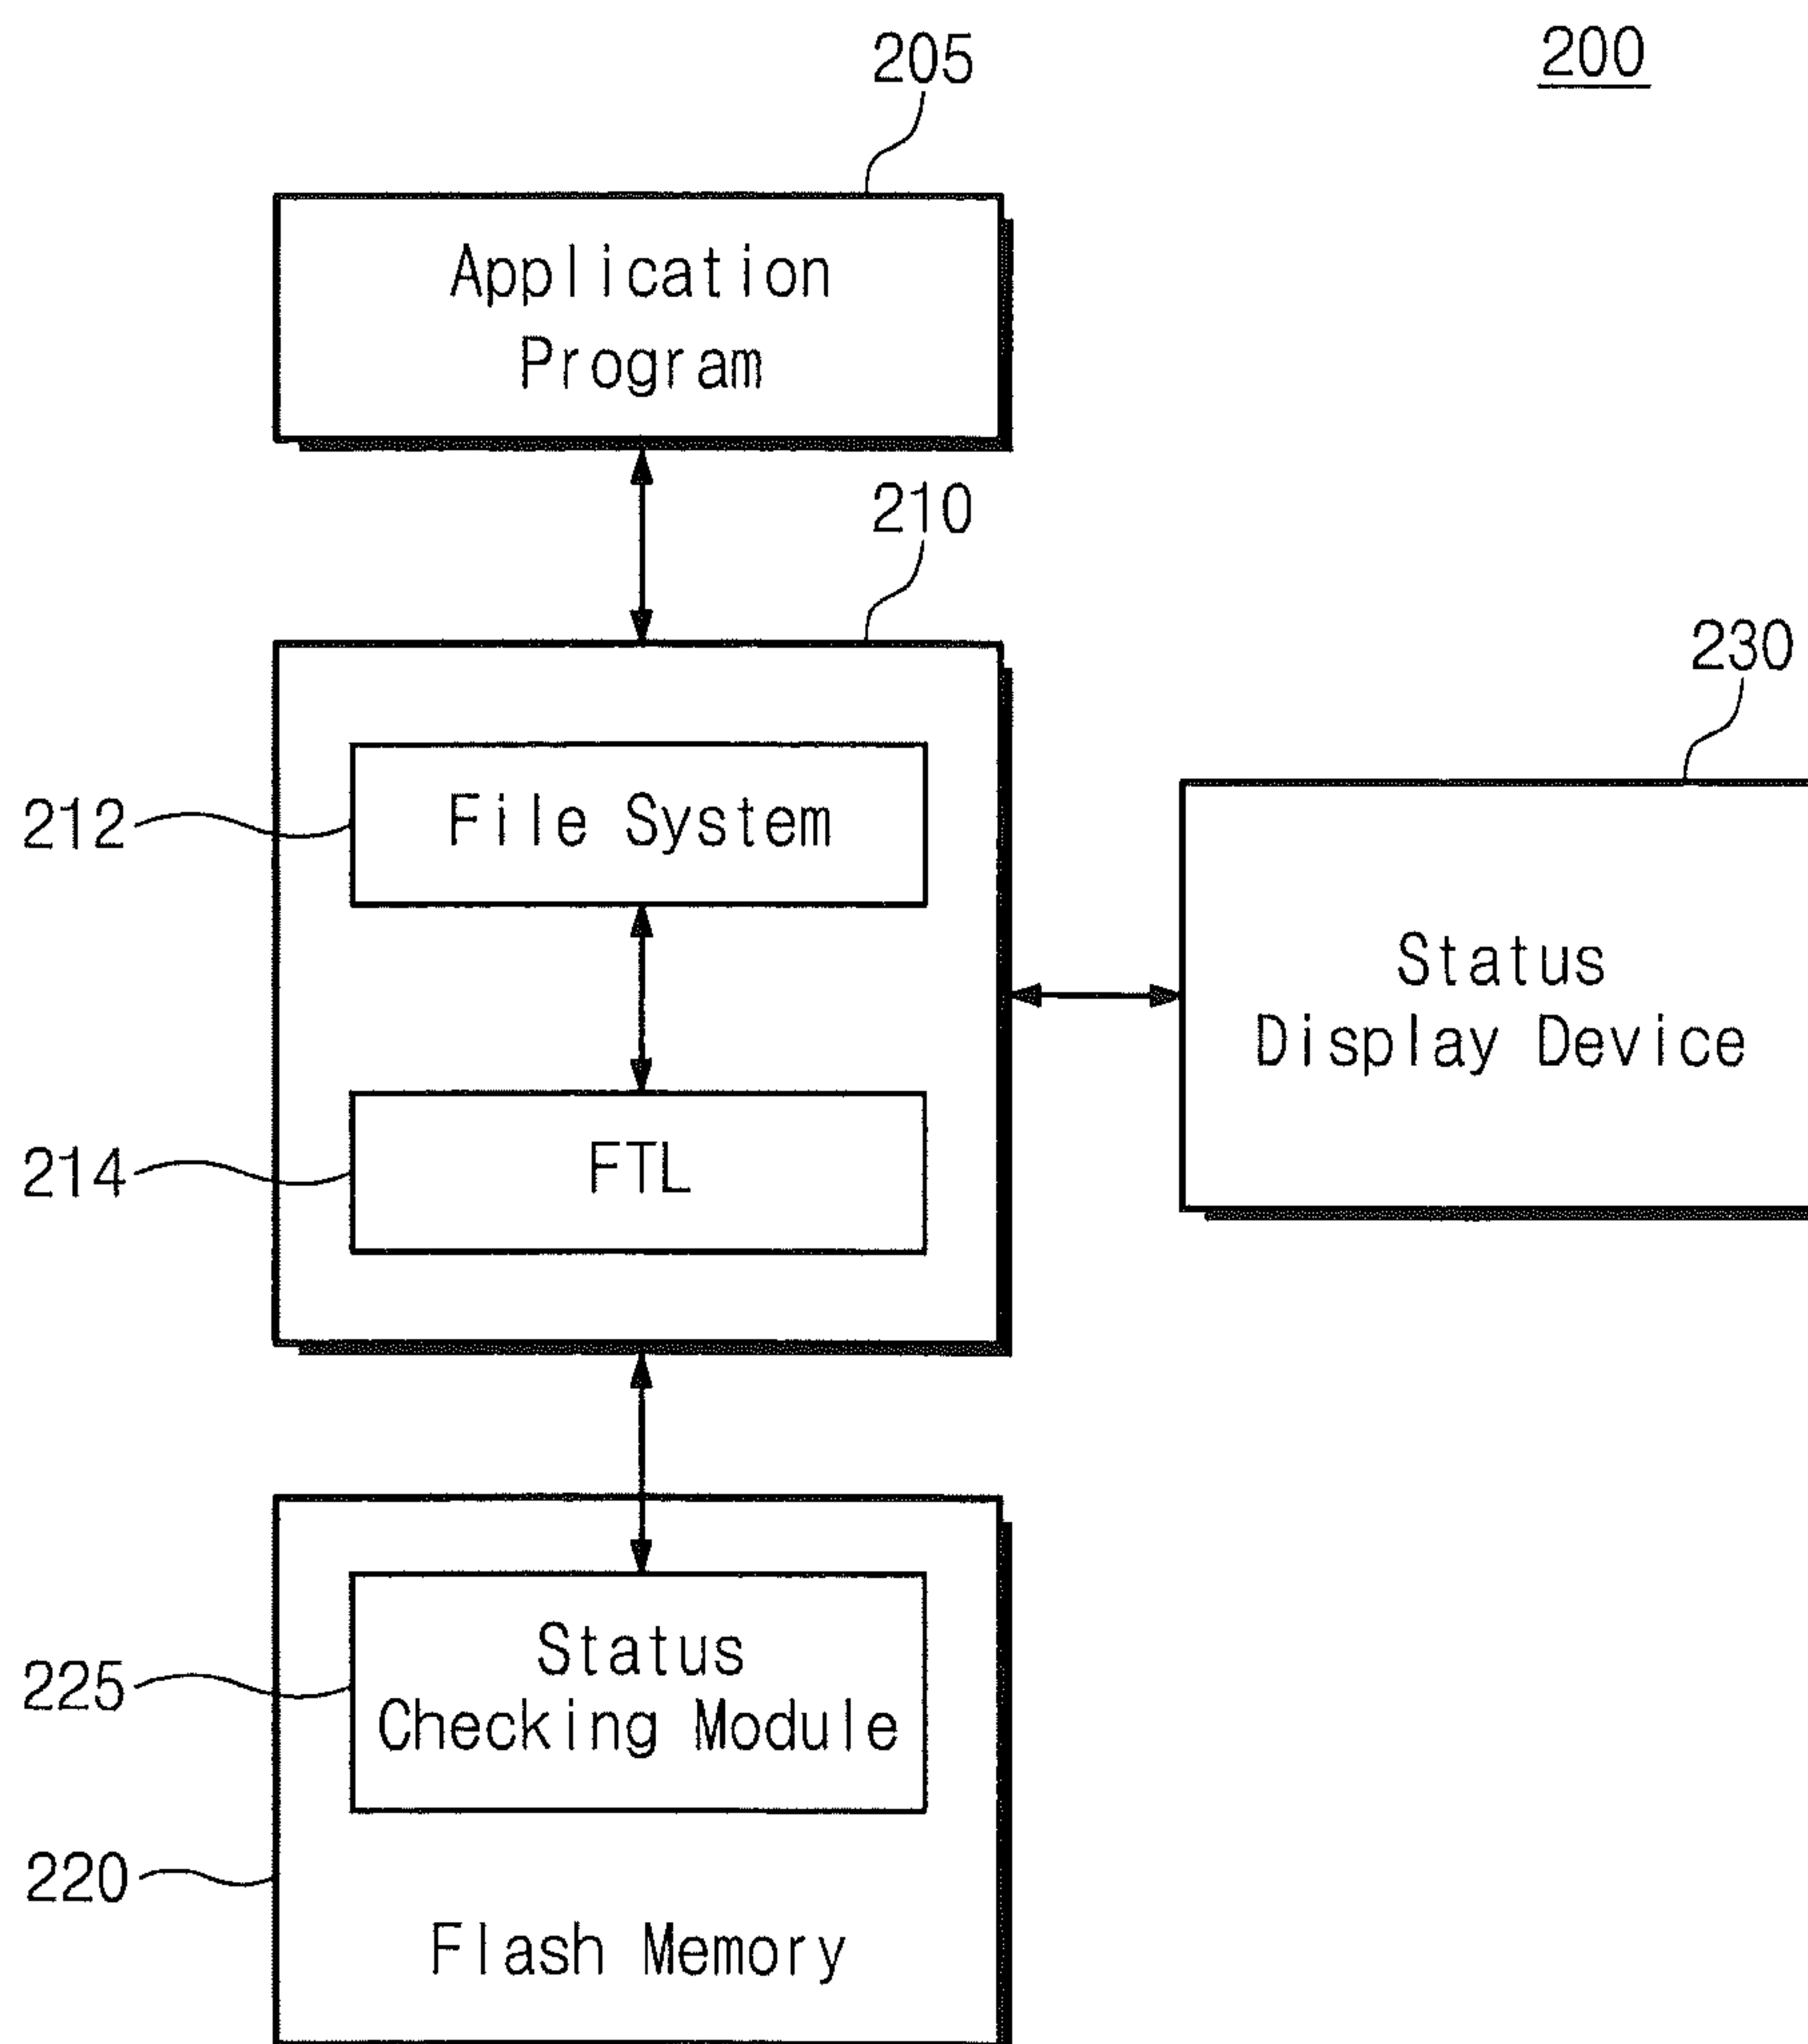 200
205
Application
Program
210
230
212
File System
Status
Display Device
214
FTL
225
Status
Checking Module
220
Flash Memory